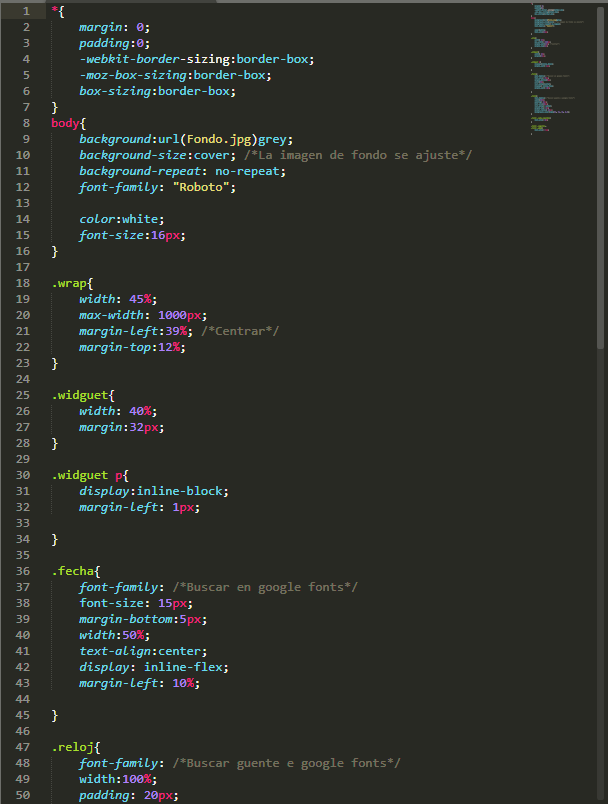 1 *{
2 margin: 0;
3 padding:0;
4 -webkit-border-sizing:border-box;
5 -moz-box-sizing:border-box;
6 box-sizing:border-box;
7 }
8 body{
9 background:url(Fondo.jpg)grey;
10 background-size:cover; /*La imagen de fondo se ajuste*/
11 background-repeat: no-repeat;
12 font-family: "Roboto";
13
14 color:white;
15 font-size:16px;
16 }
17
18 .wrap{
19 width: 45%;
20 max-width: 1000px;
21 margin-left:39%; /*Centrar*/
22 margin-top:12%;
23 }
24
25 .widguet{
26 width: 40%;
27 margin:32px;
28 }
29
30 .widguet p{
31 display:inline-block;
32 margin-left: 1px;
33
34 }
35
36 .fecha{
37 font-family: /*Buscar en google fonts*/
38 font-size: 15px;
39 margin-bottom:5px;
40 width:50%;
41 text-align:center;
42 display: inline-flex;
43 margin-left: 10%;
44
45 }
46
47 .reloj{
48 font-family: /*Buscar guente e google fonts*/
49 width:100%;
50 padding: 20px;